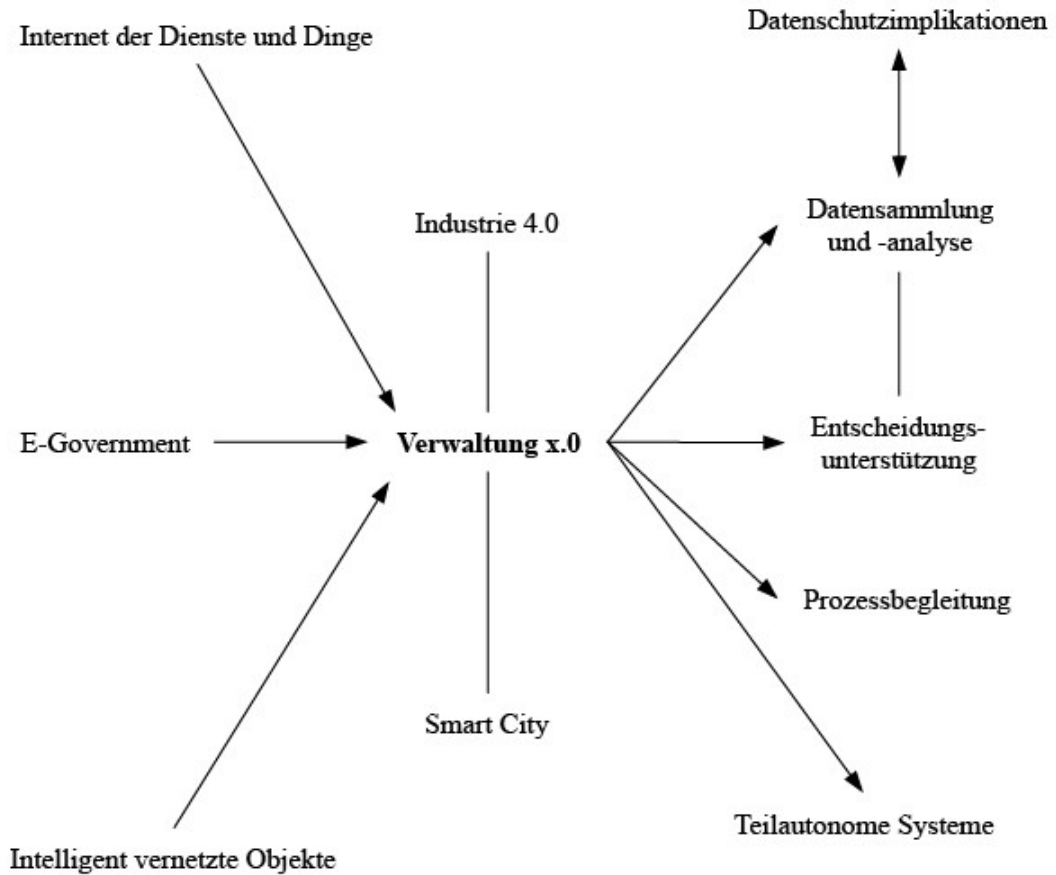 Internet der Dienste und Dinge
Datenschutzimplikationen
Industrie 4.0
Datensammlung
und -analyse
E-Government
Verwaltung x.0
Entscheidungs-
unterstützung
Prozessbegleitung
Smart City
Teilautonome Systeme
Intelligent vernetzte Objekte